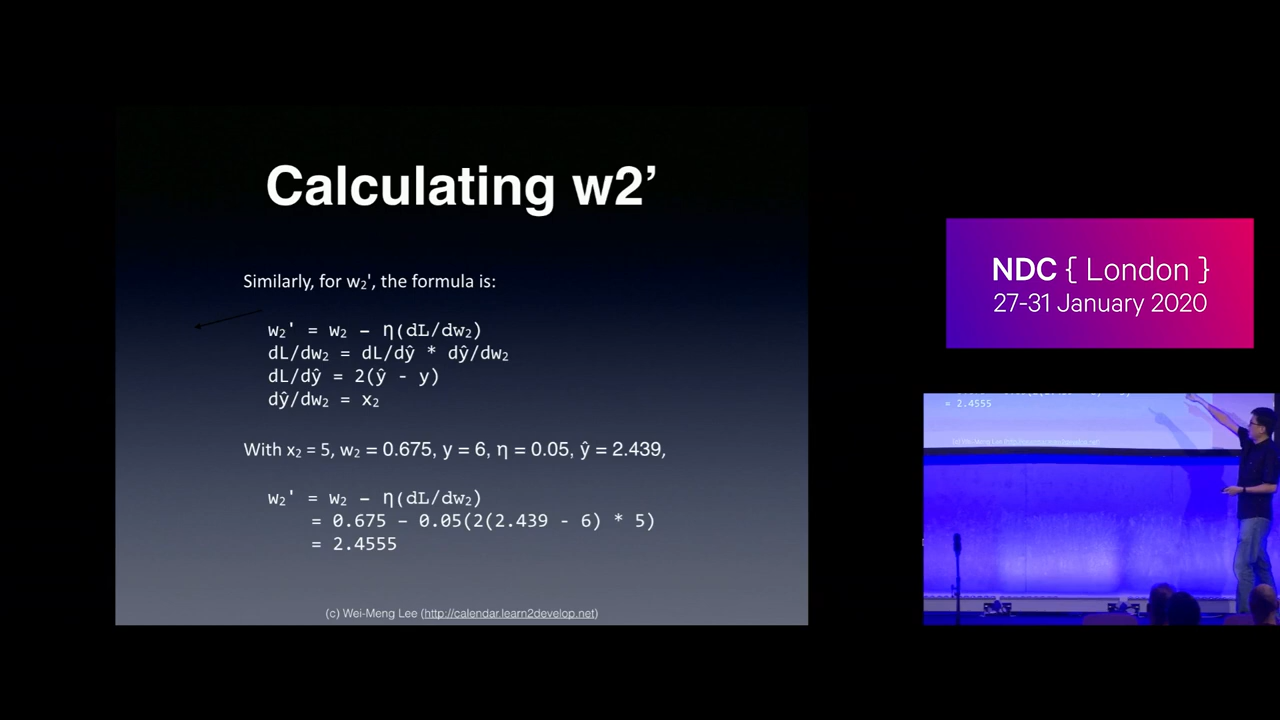 Calculating w2’
Similarly, for w₂', the formula is:
w₂' = w₂ – η(dL/dw₂)
dL/dw₂ = dL/dŷ * dŷ/dw₂
dL/dŷ = 2(ŷ - y)
dŷ/dw₂ = x₂
With x₂ = 5, w₂ = 0.675, y = 6, η = 0.05, ŷ = 2.439,
w₂' = w₂ – η(dL/dw₂)
= 0.675 – 0.05(2(2.439 - 6) * 5)
= 2.4555
(c) Wei-Meng Lee (http://calendar.learn2develop.net)
NDC { London }
27-31 January 2020
= 2.4555